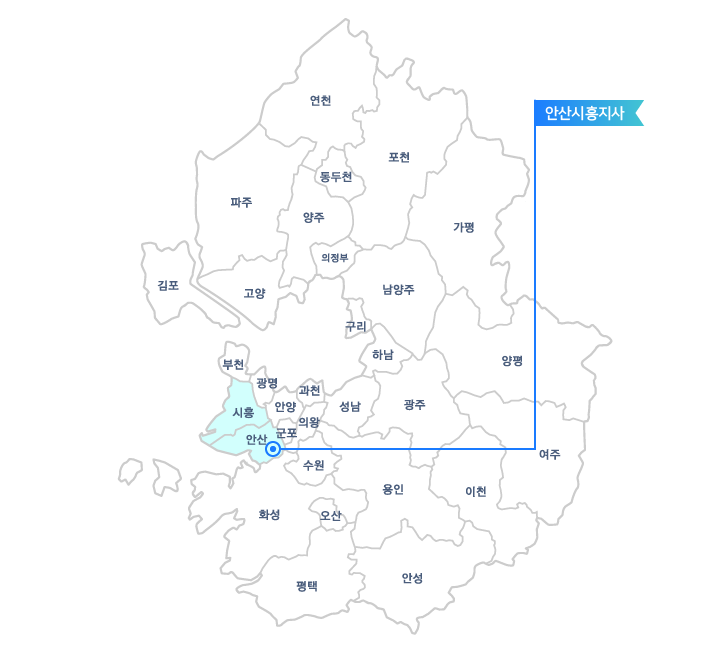 연천
안산시흥지사
포천
동두천
파주
양주
가평
의정부
김포
고양
남양주
구리
하남
양평
부천
광명
과천
시흥
안양
성남
광주
의왕
군포
안산
여주
수원
용인
이천
화성
오산
평택
안성